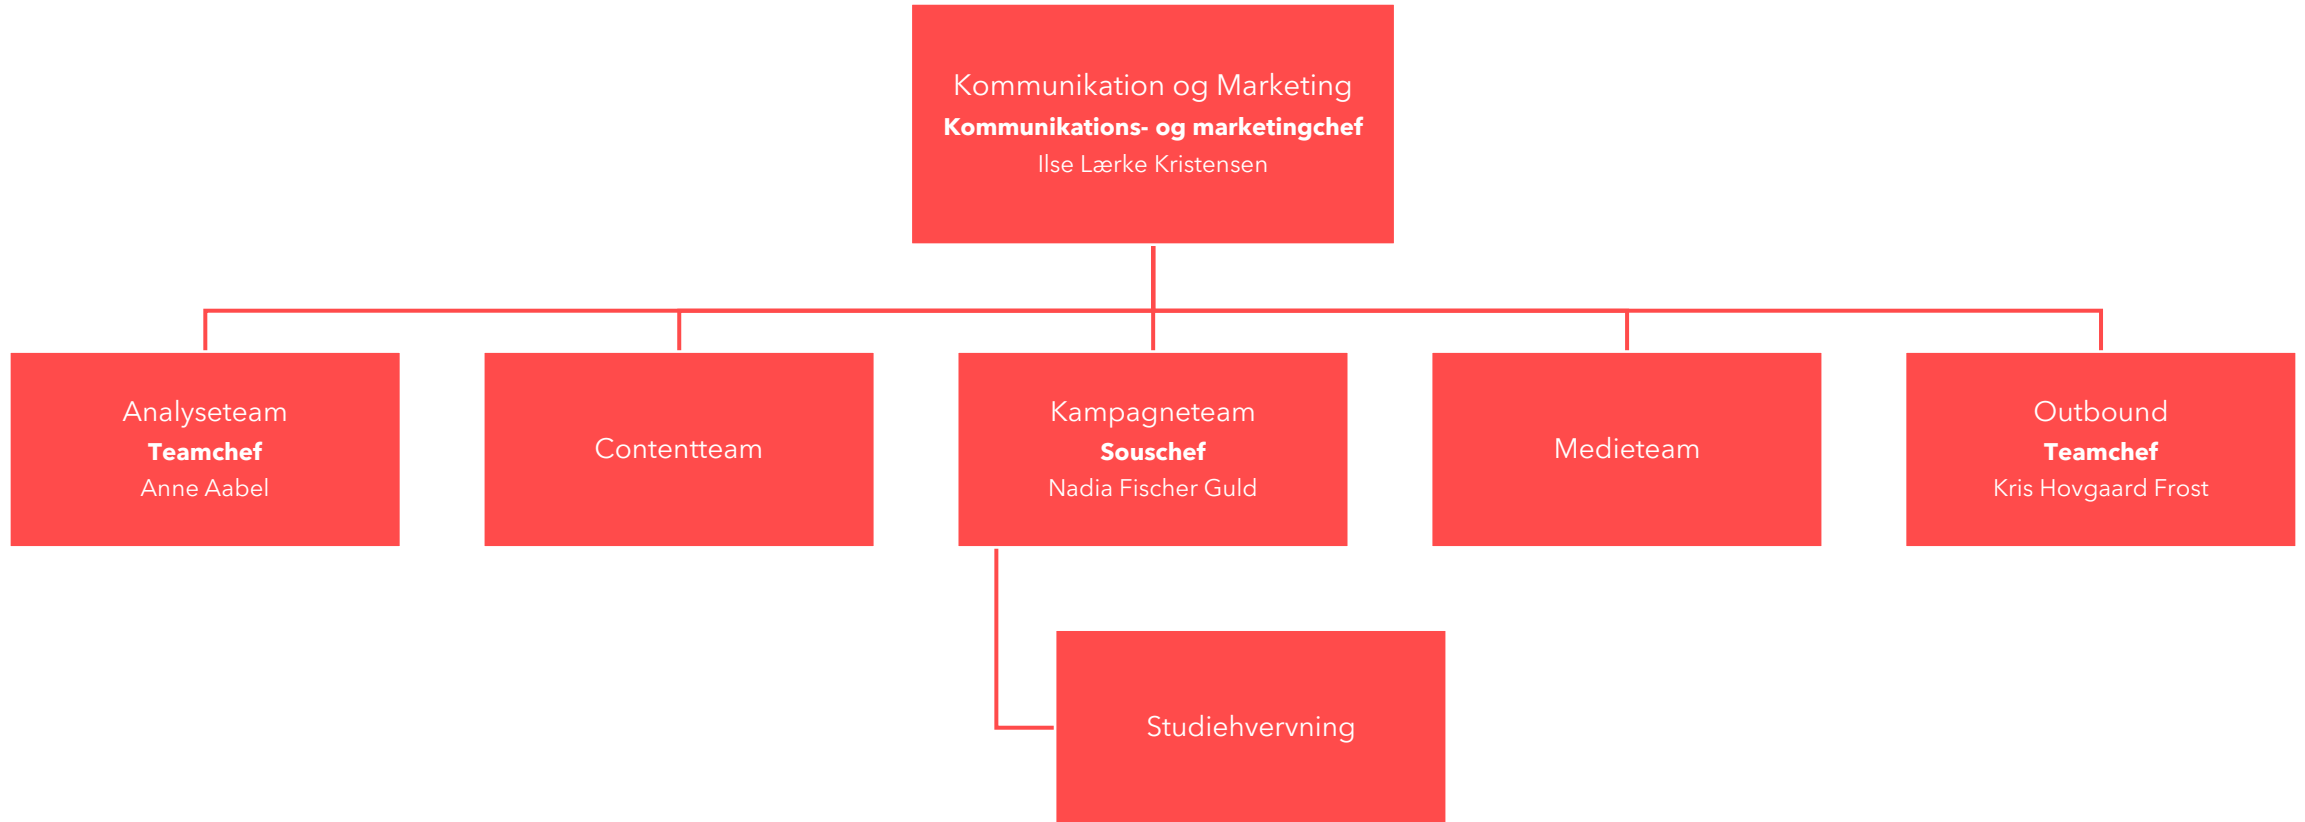 Kommunikation og Marketing
Kommunikations- og marketingchef
Ilse Lærke Kristensen
Analyseteam
Teamchef
Anne Aabel
Contentteam
Kampagneteam
Souschef
Nadia Fischer Guld
Medieteam
Outbound
Teamchef
Kris Hovgaard Frost
Studiehvervning